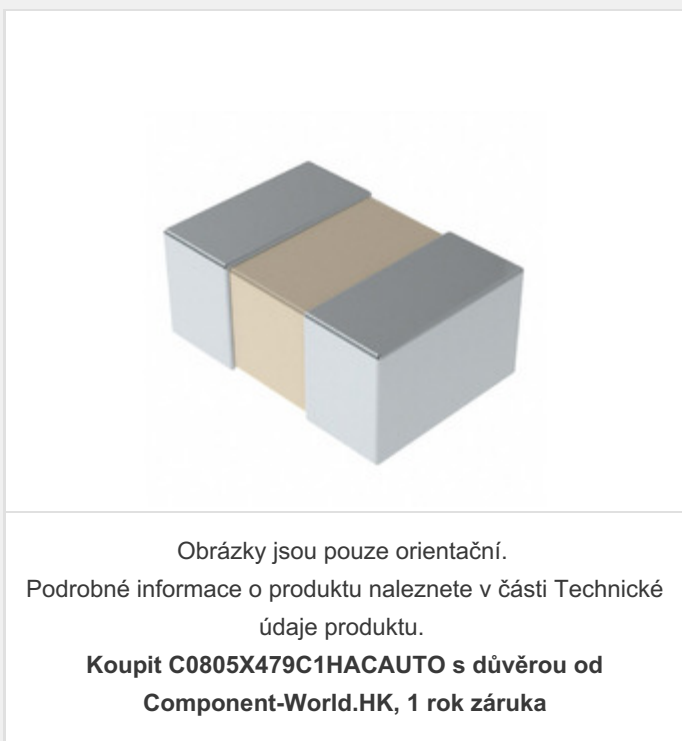 Obrázky jsou pouze orientační.
Podrobné informace o produktu naleznete v části Technické
údaje produktu.
Koupit C0805X479C1HACAUTO s důvěrou od
Component-World.HK, 1 rok záruka